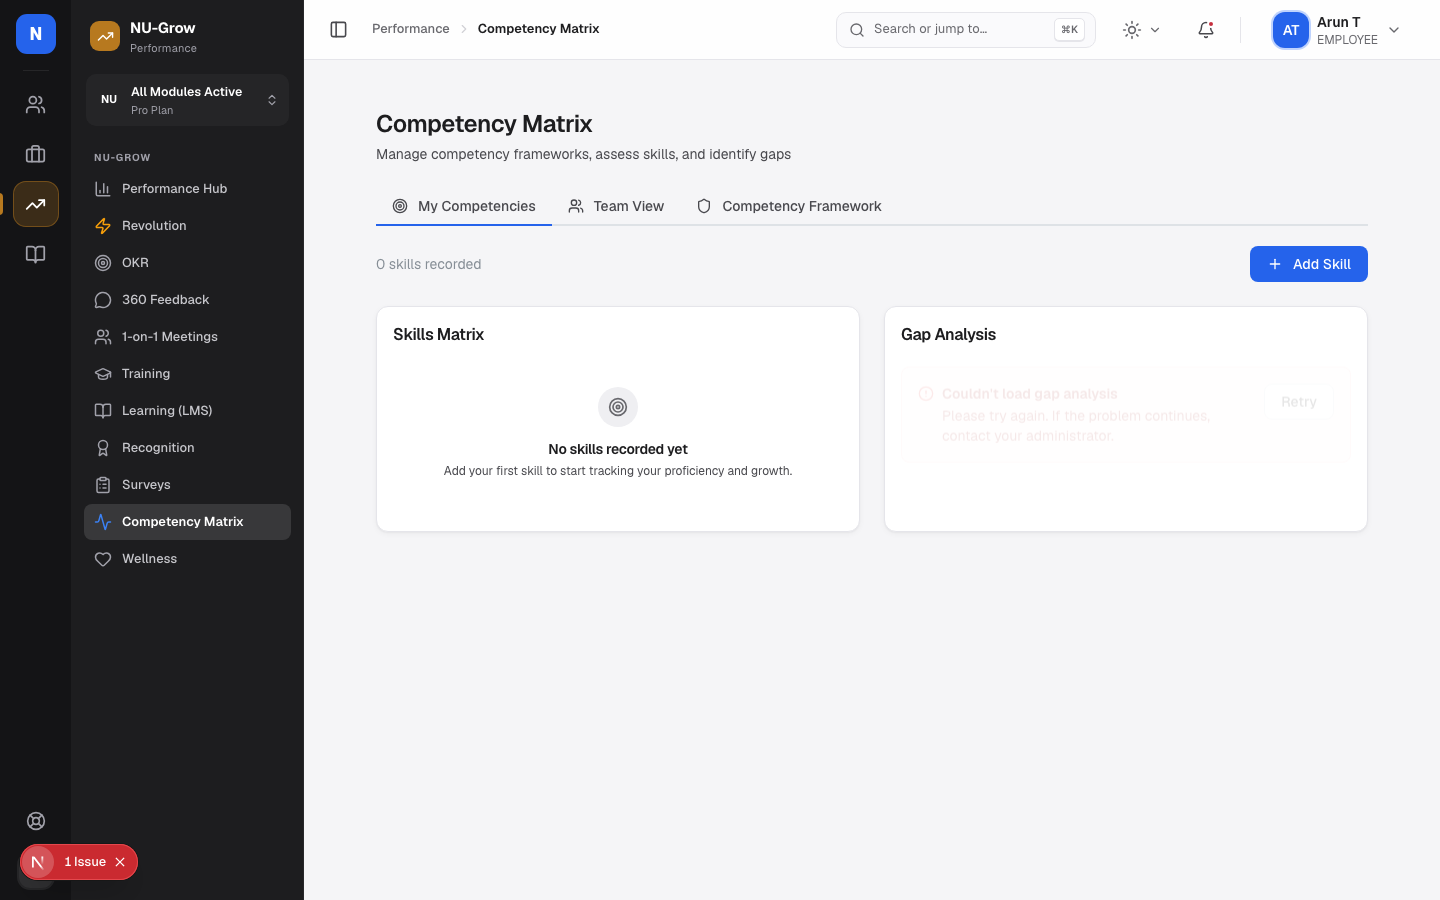 N
NU-Grow
Performance
NU
All Modules Active
Pro Plan
NU-GROW
Performance Hub
Revolution
OKR
360 Feedback
1-on-1 Meetings
Training
Learning (LMS)
Recognition
Surveys
Competency Matrix
Wellness
N
1 Issue
Performance
Competency Matrix
Search or jump to...
⌘K
AT
Arun T
EMPLOYEE
Competency Matrix
Manage competency frameworks, assess skills, and identify gaps
My Competencies
Team View
Competency Framework
0 skills recorded
Add Skill
Skills Matrix
No skills recorded yet
Add your first skill to start tracking your proficiency and growth.
Gap Analysis
Couldn't load gap analysis
Please try again. If the problem continues,
contact your administrator.
Retry